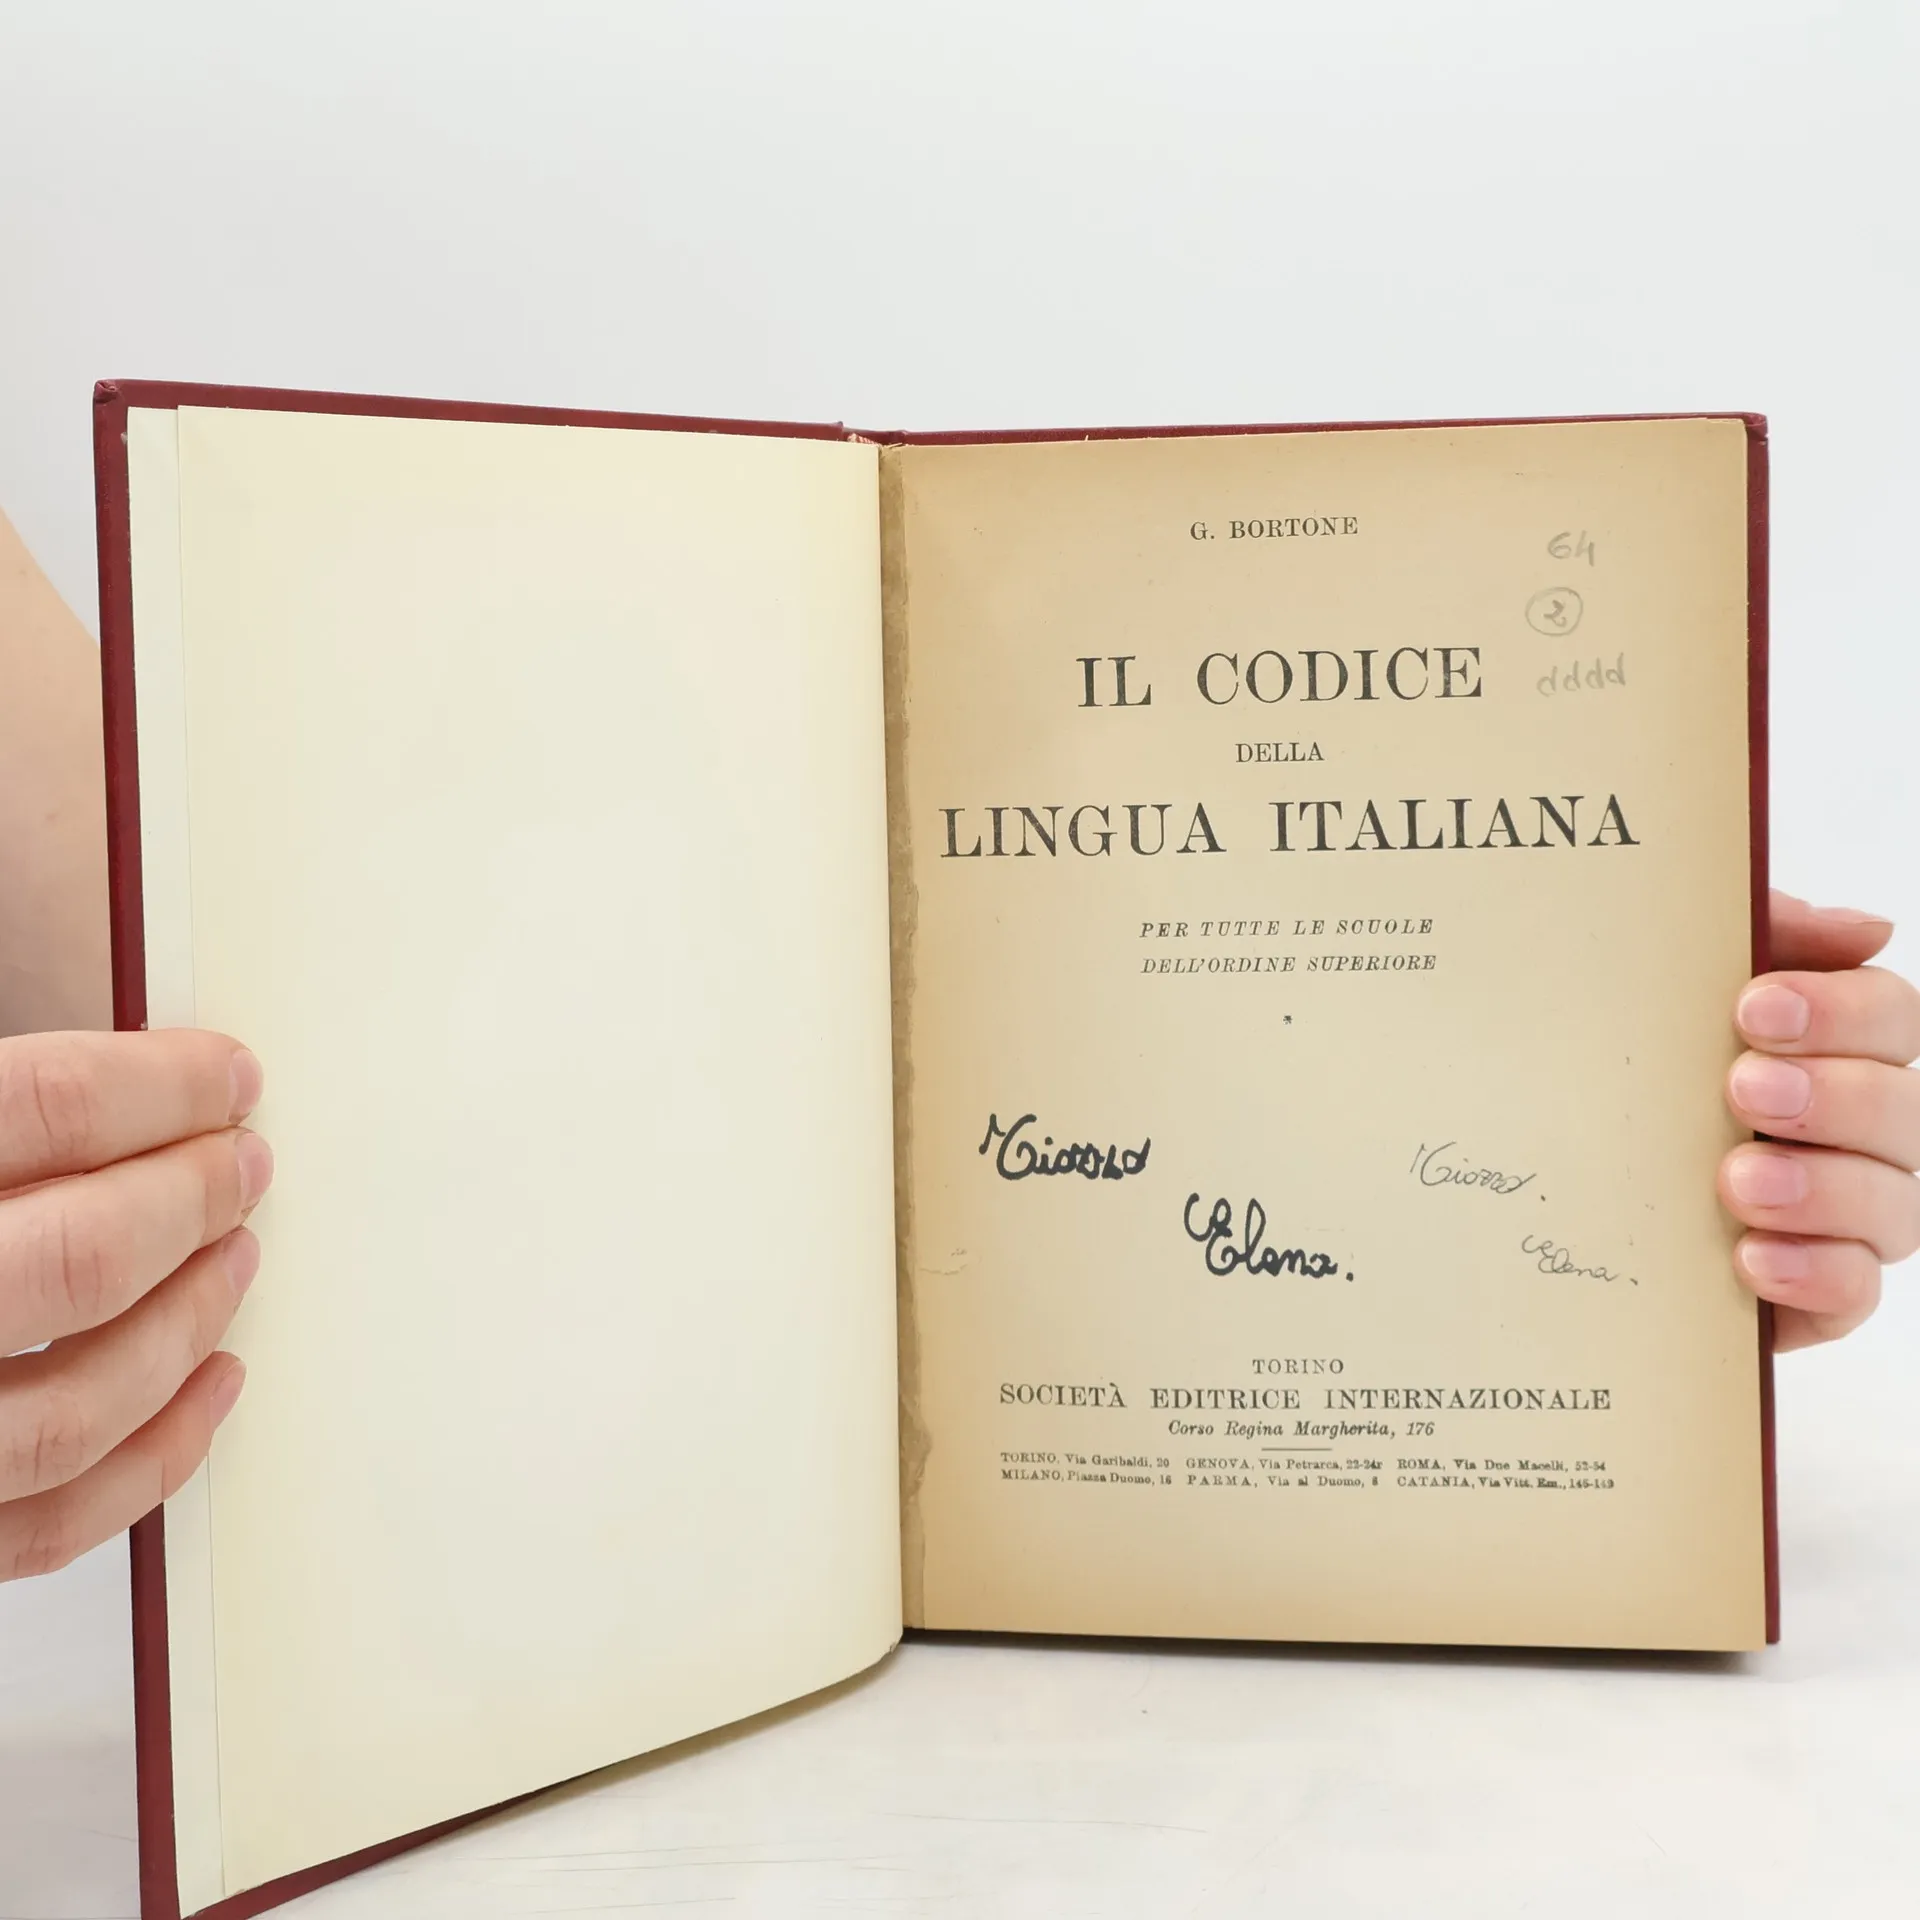 G. BORTONE
64
2
IL CODICE
dddd
DELLA
LINGUA ITALIANA
PER TUTTE LE SCUOLE
DELL'ORDINE SUPERIORE
*
Elena.
Elena.
TORINO
SOCIETÀ EDITRICE INTERNAZIONALE
Corso Regina Margherita, 176
TORINO, Via Garibaldi, 20 GENOVA, Via Petrarca, 22-24r ROMA, Via Due Macelli, 52-54
MILANO, Piazza Duomo, 16 PARMA, Via al Duomo, 8 CATANIA, Via Vitt. Em., 145-149